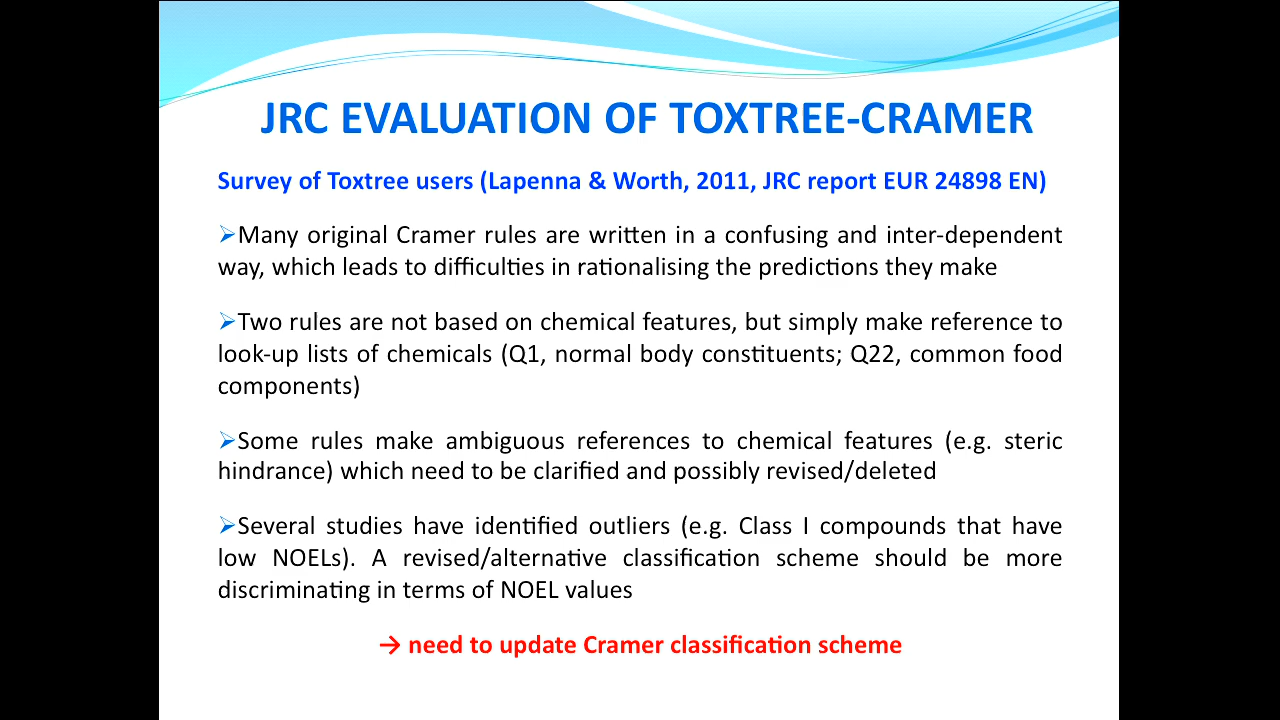 JRC EVALUATION OF TOXTREE-CRAMER
Survey of Toxtree users (Lapenna & Worth, 2011, JRC report EUR 24898 EN)
➢Many original Cramer rules are written in a confusing and inter-dependent
way, which leads to difficulties in rationalising the predictions they make
➢Two rules are not based on chemical features, but simply make reference to
look-up lists of chemicals (Q1, normal body constituents; Q22, common food
components)
➢Some rules make ambiguous references to chemical features (e.g. steric
hindrance) which need to be clarified and possibly revised/deleted
➢Several studies have identified outliers (e.g. Class I compounds that have
low NOELs). A revised/alternative classification scheme should be more
discriminating in terms of NOEL values
→ need to update Cramer classification scheme